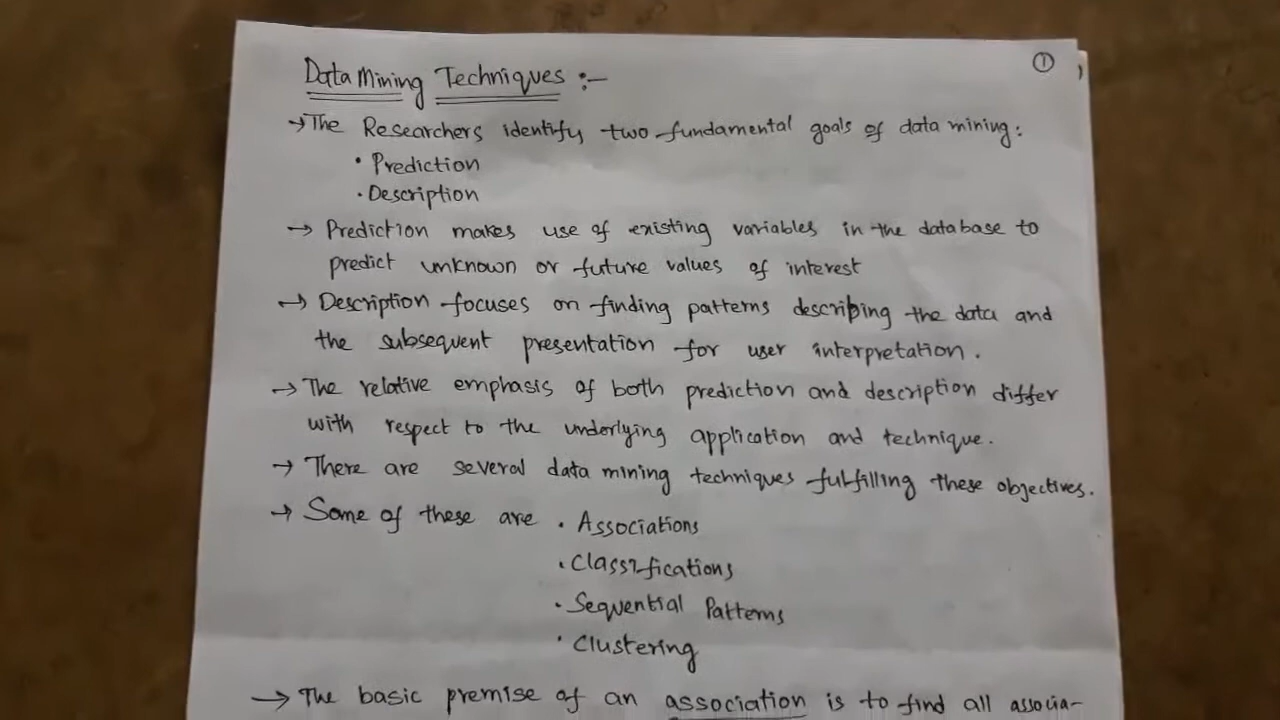 ①
Data Mining Techniques :-
→ The Researchers identify two fundamental goals of data mining:
• Prediction
• Description
→ Prediction makes use of existing variables in the database to
predict unknown or future values of interest
→ Description focuses on finding patterns describing the data and
the subsequent presentation for user interpretation.
→ The relative emphasis of both prediction and description differ
with respect to the underlying application and technique.
→ There are several data mining techniques fulfilling these objectives.
→ Some of these are • Associations
• Classifications
• Sequential Patterns
• Clustering
→ The basic premise of an association is to find all associa-